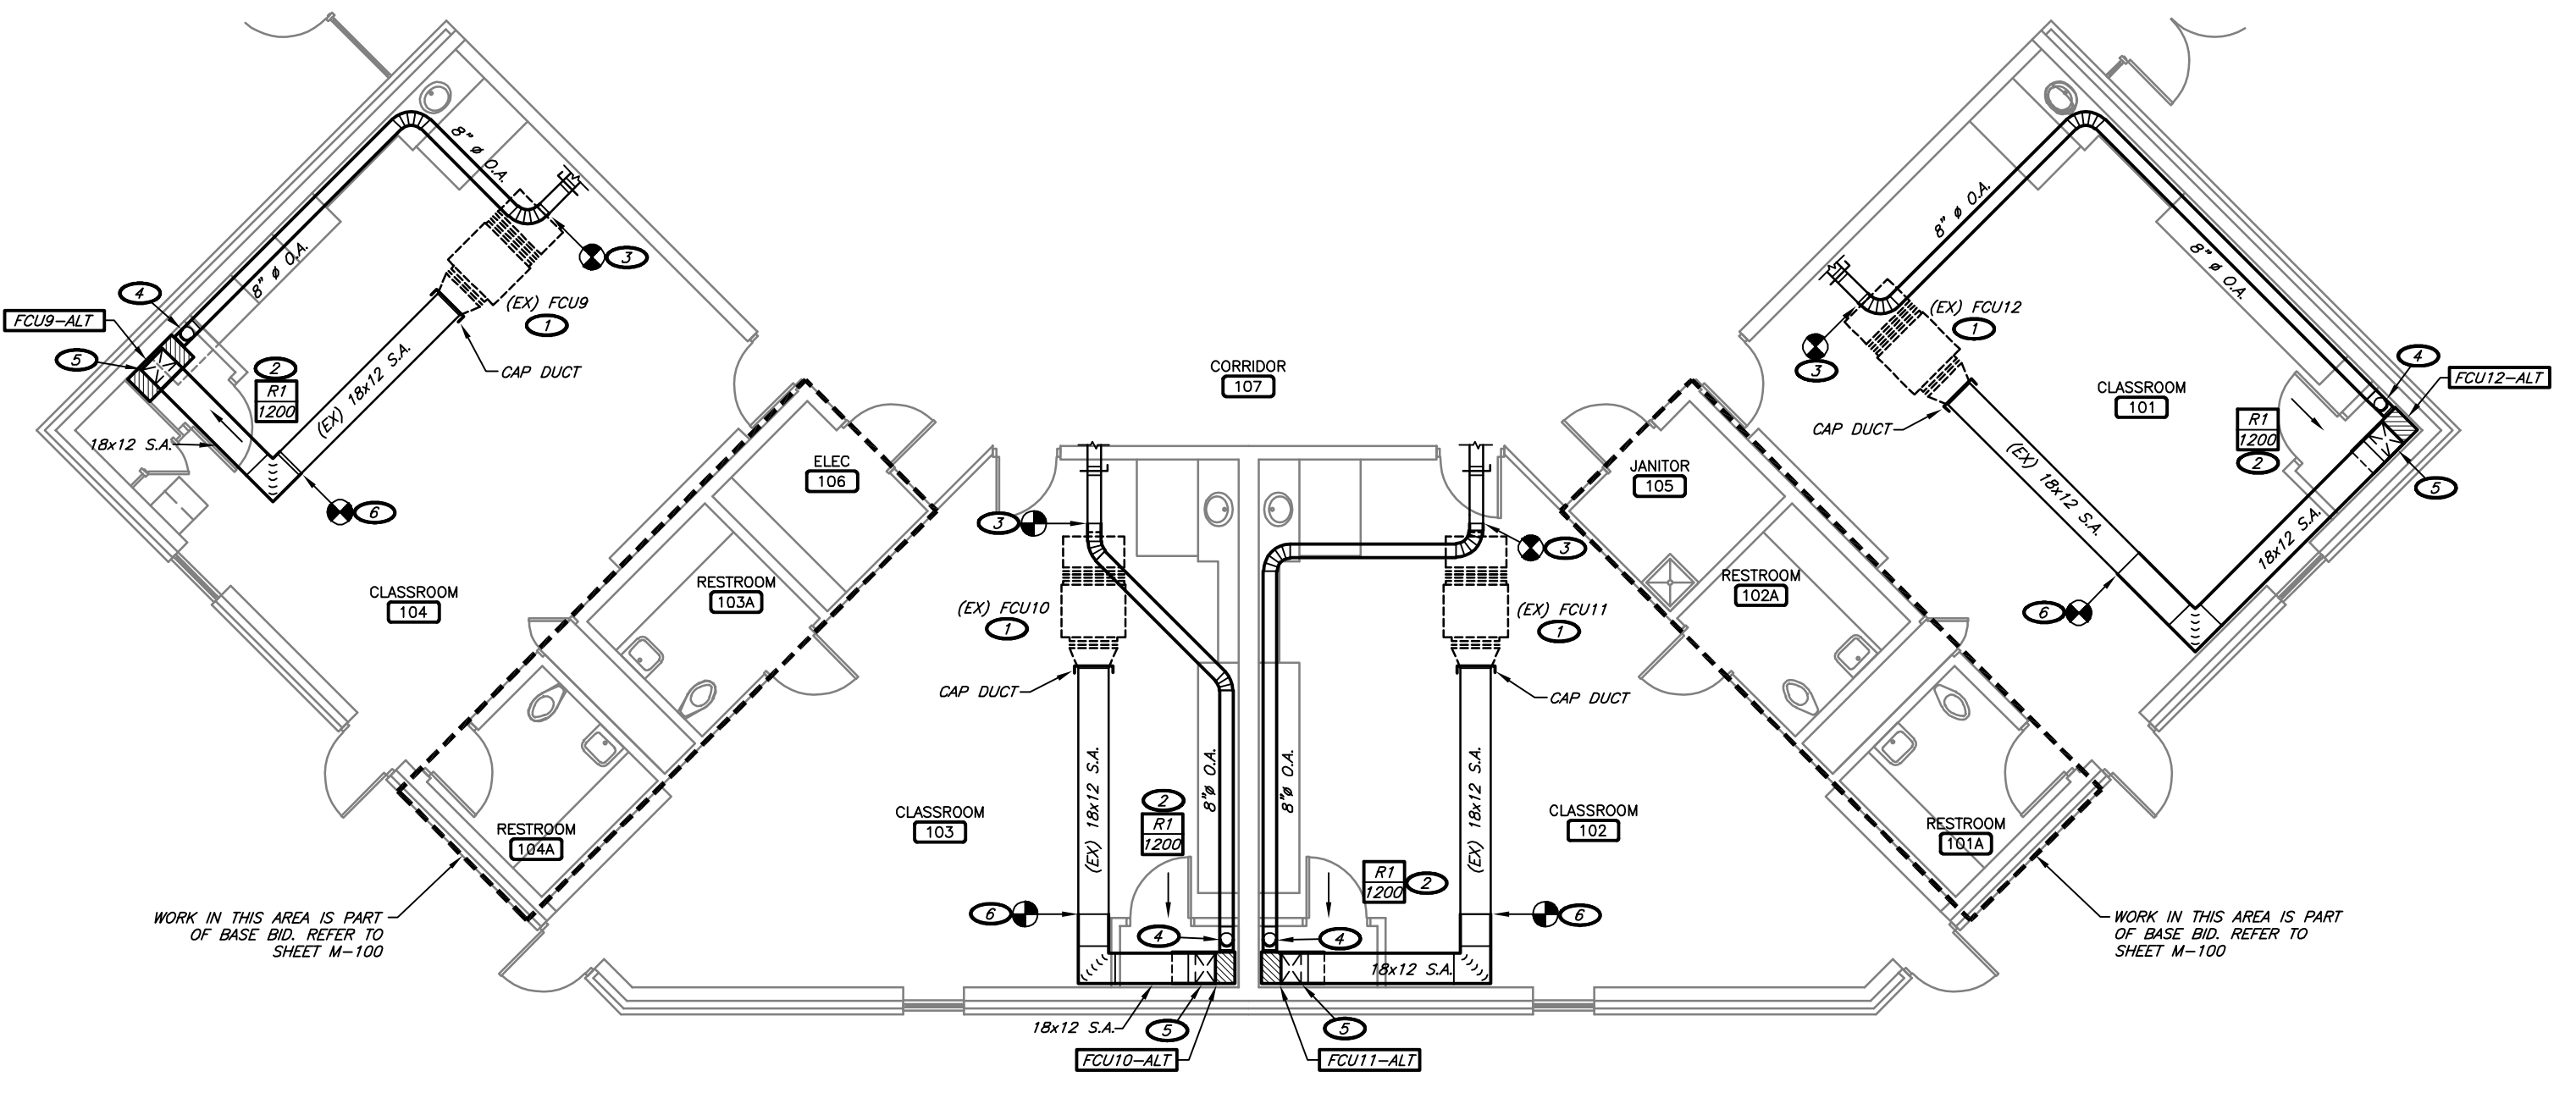 8" ø O.A.
8" ø O.A.
4
FCU9-ALT
5
2
R1
1200
18x12 S.A.
(EX) 18x12 S.A.
(EX) FCU9
1
3
CAP DUCT
6
CLASSROOM
104
ELEC
106
RESTROOM
103A
RESTROOM
104A
WORK IN THIS AREA IS PART
OF BASE BID. REFER TO
SHEET M-100
CORRIDOR
107
3
(EX) FCU10
1
CAP DUCT
(EX) 18x12 S.A.
8"ø O.A.
CLASSROOM
103
2
R1
1200
6
4
18x12 S.A.
5
FCU10-ALT
3
(EX) FCU11
1
CAP DUCT
8"ø O.A.
(EX) 18x12 S.A.
CLASSROOM
102
R1
1200
2
6
4
18x12 S.A.
5
FCU11-ALT
JANITOR
105
RESTROOM
102A
RESTROOM
101A
WORK IN THIS AREA IS PART
OF BASE BID. REFER TO
SHEET M-100
8" ø O.A.
8" ø O.A.
(EX) FCU12
1
3
CAP DUCT
CLASSROOM
101
4
FCU12-ALT
R1
1200
2
5
(EX) 18x12 S.A.
18x12 S.A.
6